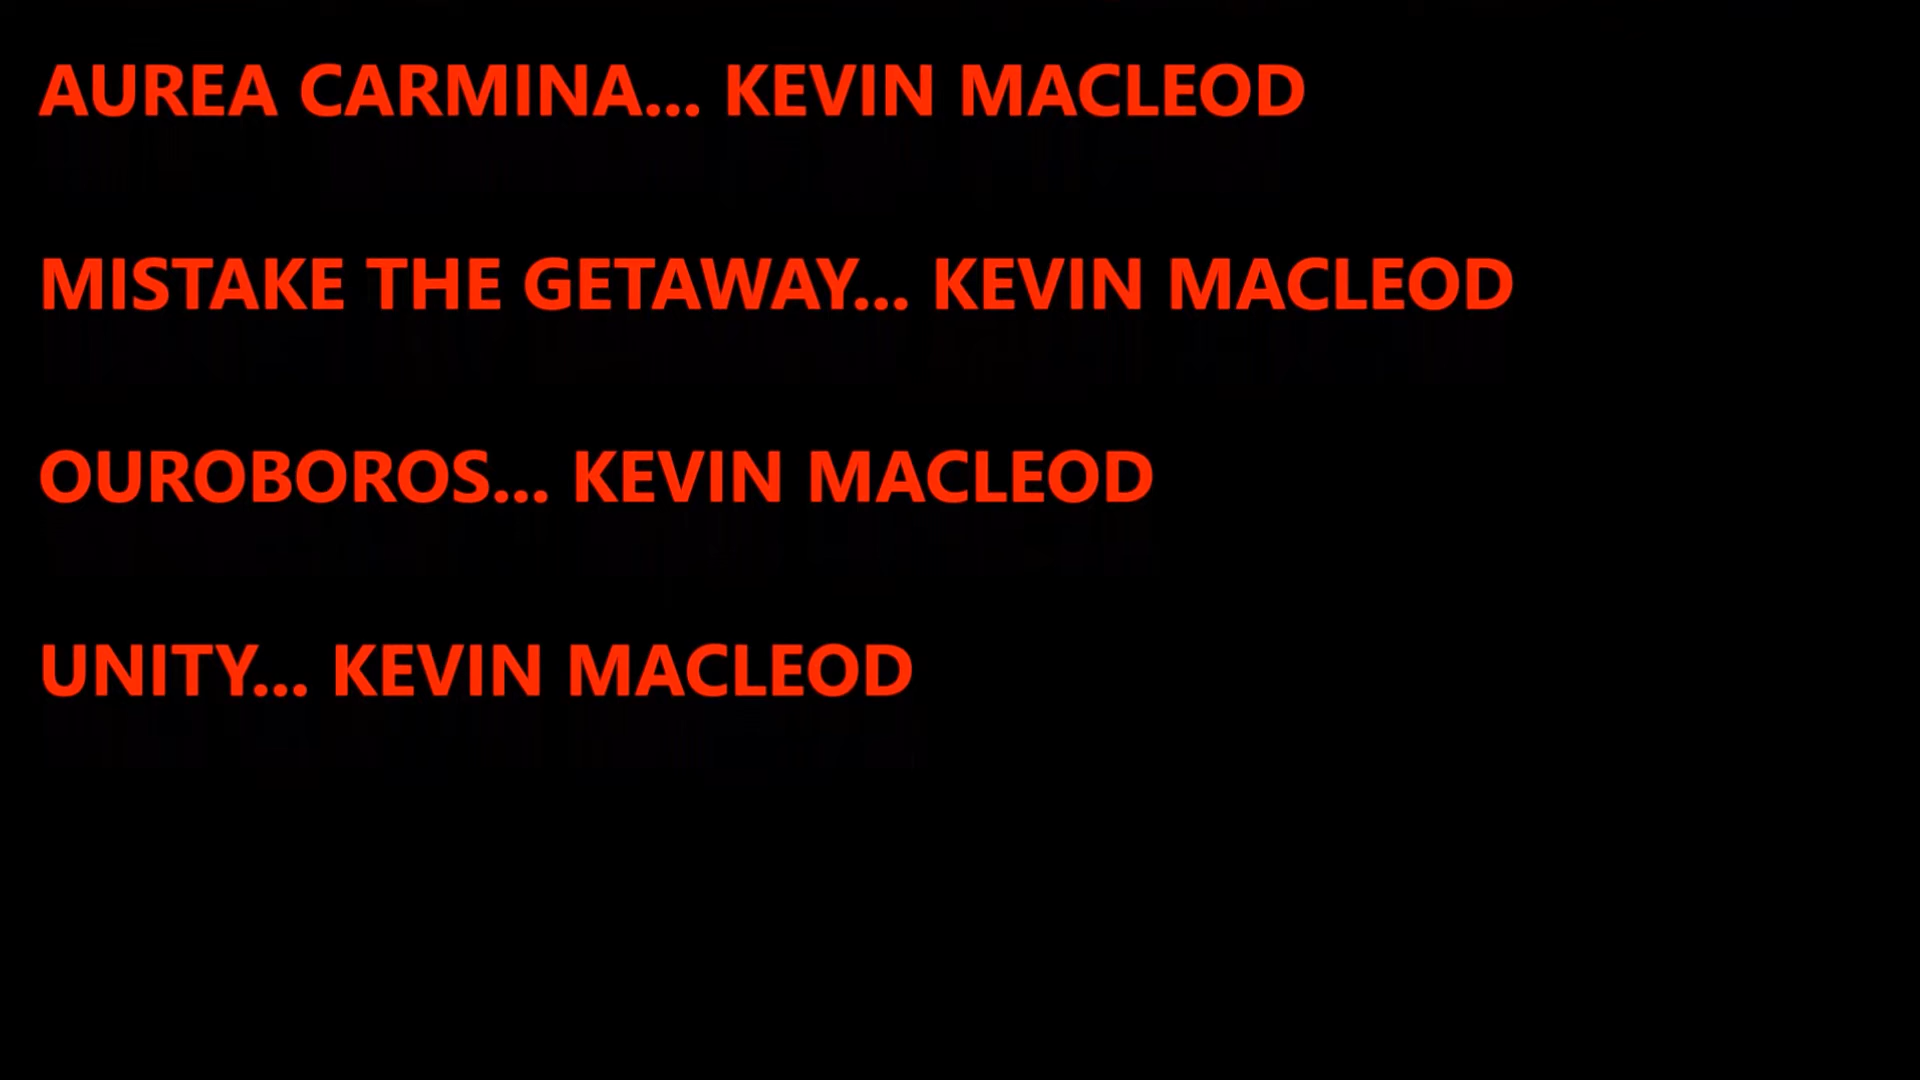 AUREA CARMINA... KEVIN MACLEOD
MISTAKE THE GETAWAY... KEVIN MACLEOD
OUROBOROS... KEVIN MACLEOD
UNITY... KEVIN MACLEOD